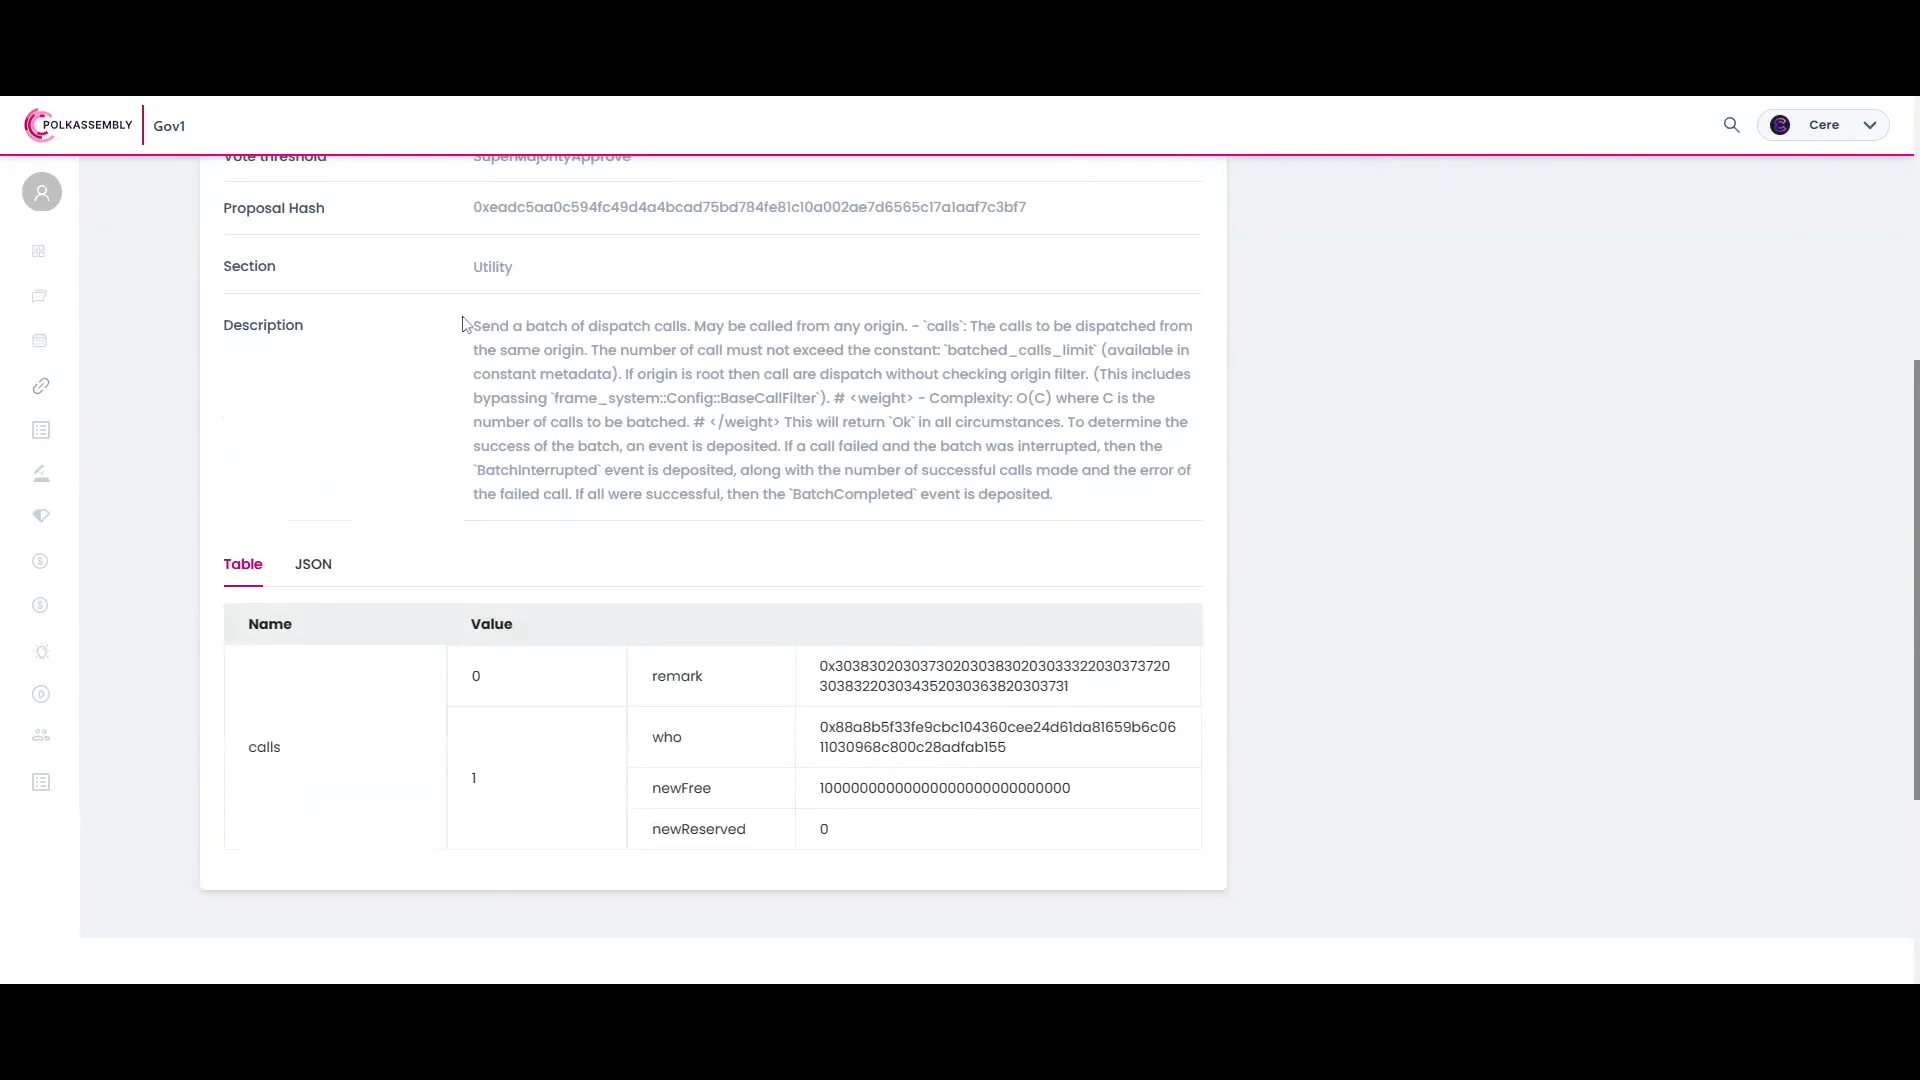 POLKASSEMBLY
Gov1
Cere
Vote threshold
SuperMajorityApprove
Proposal Hash
0xeadc5aa0c594fc49d4a4bcad75bd784fe81c10a002ae7d6565c17a1aaf7c3bf7
Section
Utility
Description
Send a batch of dispatch calls. May be called from any origin. - `calls`: The calls to be dispatched from
the same origin. The number of call must not exceed the constant: `batched_calls_limit` (available in
constant metadata). If origin is root then call are dispatch without checking origin filter. (This includes
bypassing `frame_system::Config::BaseCallFilter`). # <weight> - Complexity: O(C) where C is the
number of calls to be batched. # </weight> This will return `Ok` in all circumstances. To determine the
success of the batch, an event is deposited. If a call failed and the batch was interrupted, then the
`BatchInterrupted` event is deposited, along with the number of successful calls made and the error of
the failed call. If all were successful, then the `BatchCompleted` event is deposited.
Table
JSON
Name
Value
calls
0
remark
0x3038302030373020303830203033322030373720
303832203034352030363820303731
1
who
0x88a8b5f33fe9cbc104360cee24d61da81659b6c06
11030968c800c28adfab155
newFree
10000000000000000000000000000
newReserved
0